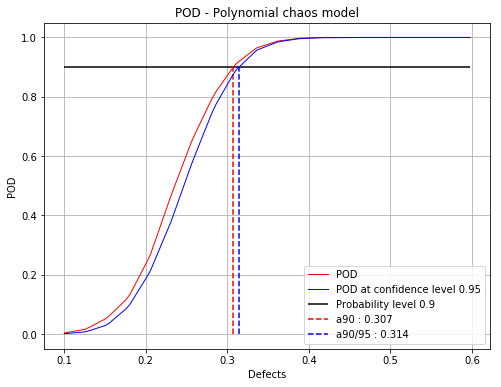 POD - Polynomial chaos model
1.0
0.8
0.6
0.4
0.2
0.0
POD
0.1
0.2
0.3
0.4
0.5
0.6
Defects
POD
POD at confidence level 0.95
Probability level 0.9
a90 : 0.307
a90/95 : 0.314